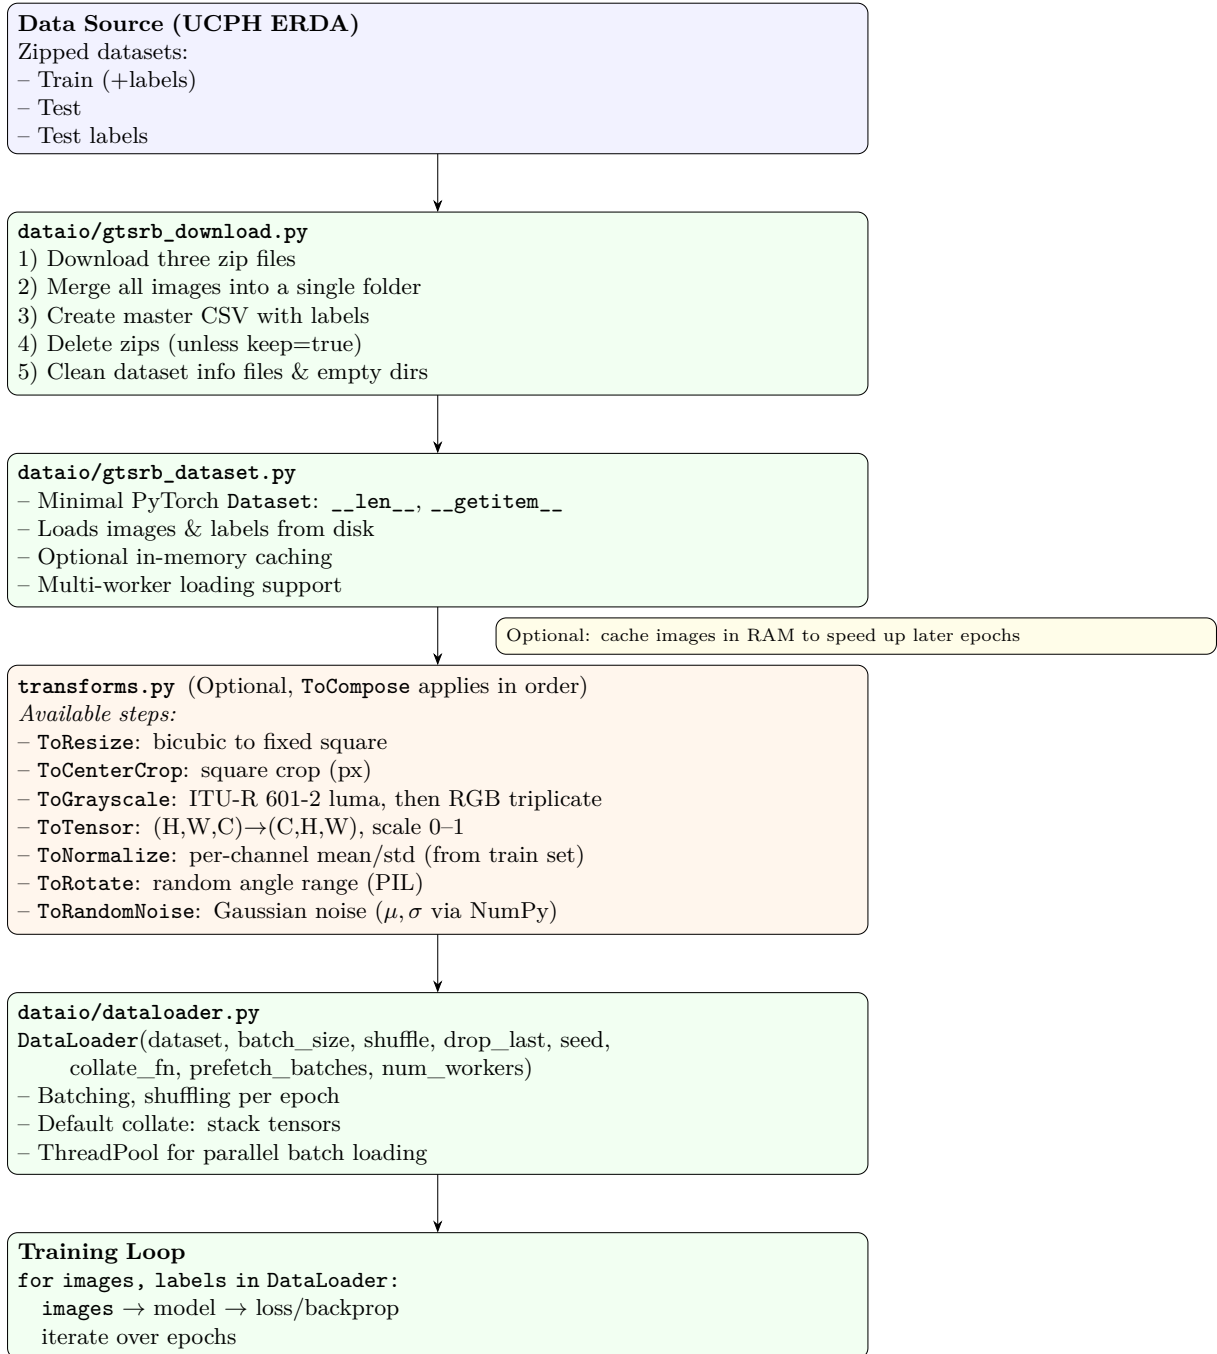 Data Source (UCPH ERDA)
Zipped datasets:
– Train (+labels)
– Test
– Test labels
dataio/gtsrb_download.py
1) Download three zip files
2) Merge all images into a single folder
3) Create master CSV with labels
4) Delete zips (unless keep=true)
5) Clean dataset info files & empty dirs
dataio/gtsrb_dataset.py
– Minimal PyTorch Dataset: __len__, __getitem__
– Loads images & labels from disk
– Optional in-memory caching
– Multi-worker loading support
Optional: cache images in RAM to speed up later epochs
transforms.py (Optional, ToCompose applies in order)
Available steps:
– ToResize: bicubic to fixed square
– ToCenterCrop: square crop (px)
– ToGrayscale: ITU-R 601-2 luma, then RGB triplicate
– ToTensor: (H,W,C)→(C,H,W), scale 0–1
– ToNormalize: per-channel mean/std (from train set)
– ToRotate: random angle range (PIL)
– ToRandomNoise: Gaussian noise (μ, σ via NumPy)
dataio/dataloader.py
DataLoader(dataset, batch_size, shuffle, drop_last, seed,
collate_fn, prefetch_batches, num_workers)
– Batching, shuffling per epoch
– Default collate: stack tensors
– ThreadPool for parallel batch loading
Training Loop
for images, labels in DataLoader:
images → model → loss/backprop
iterate over epochs